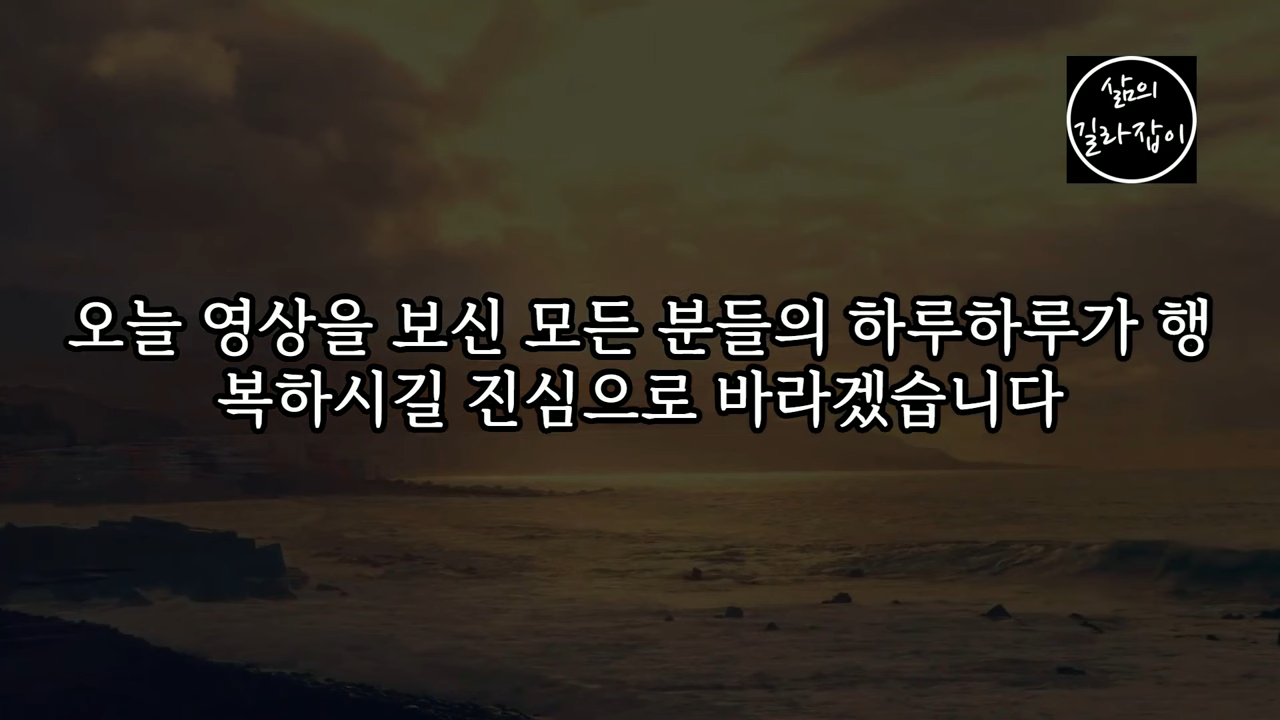 삶의
길라잡이
오늘 영상을 보신 모든 분들의 하루하루가 행
복하시길 진심으로 바라겠습니다